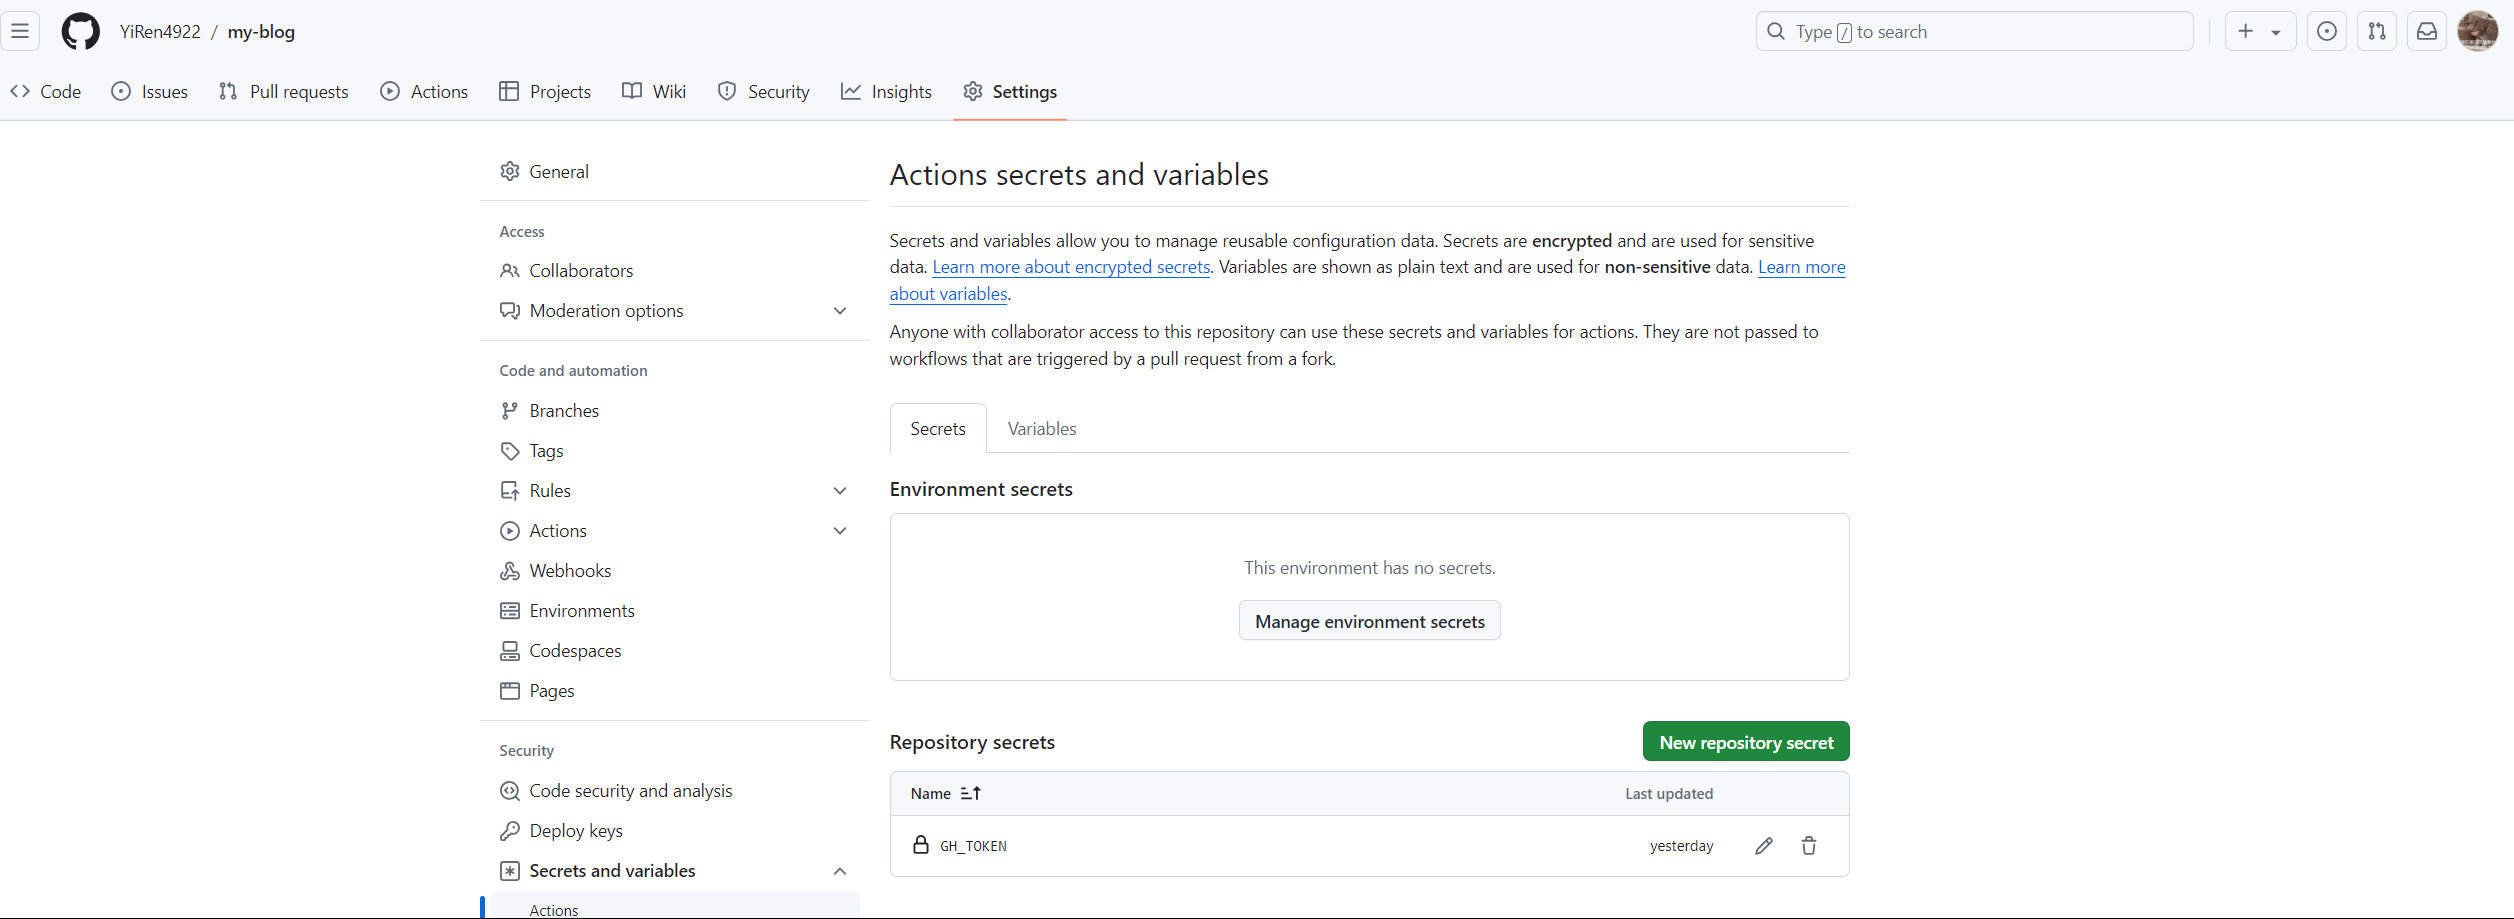 YiRen4922 / my-blog
Type / to search
Code Issues Pull requests Actions Projects Wiki Security Insights Settings
General
Access
Collaborators
Moderation options
Code and automation
Branches
Tags
Rules
Actions
Webhooks
Environments
Codespaces
Pages
Security
Code security and analysis
Deploy keys
Secrets and variables
Actions
Actions secrets and variables
Secrets and variables allow you to manage reusable configuration data. Secrets are encrypted and are used for sensitive
data. Learn more about encrypted secrets. Variables are shown as plain text and are used for non-sensitive data. Learn more
about variables.
Anyone with collaborator access to this repository can use these secrets and variables for actions. They are not passed to
workflows that are triggered by a pull request from a fork.
Secrets Variables
Environment secrets
This environment has no secrets.
Manage environment secrets
Repository secrets
New repository secret
Name Last updated
GH_TOKEN yesterday